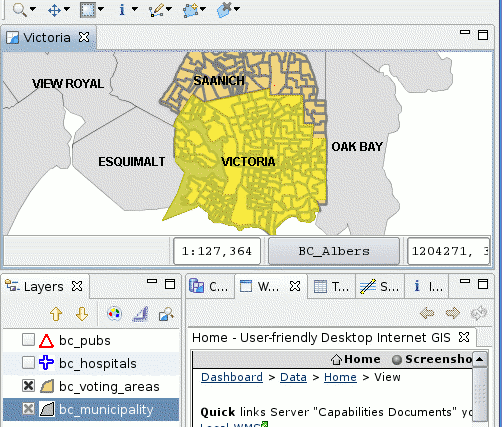 Victoria
VIEW ROYAL
SAANICH
ESQUIMALT
VICTORIA
OAK BAY
1:127,364
BC_Albers
1204271, 3
Layers
C...
W...
T...
S...
I...
bc_pubs
bc_hospitals
bc_voting_areas
bc_municipality
Home - User-friendly Desktop Internet GIS
Home
Screensho
Dashboard > Data > Home > View
Quick links Server "Capabilities Documents" yo
Local WMS